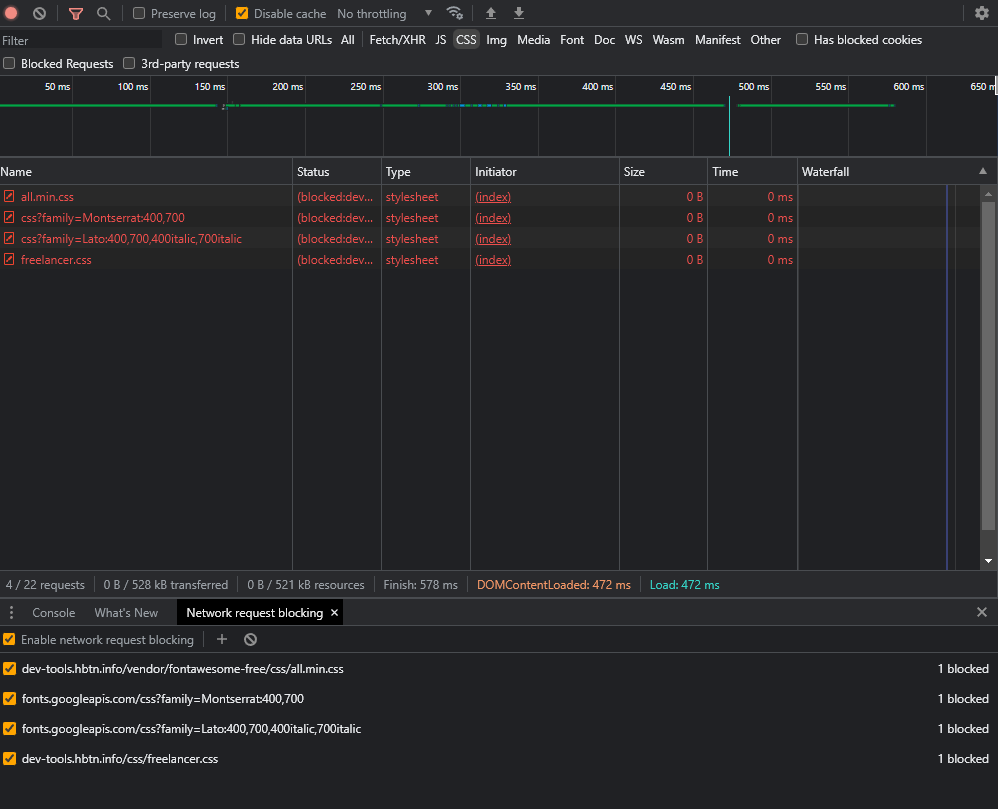 Preserve log Disable cache No throttling
Filter Invert Hide data URLs All Fetch/XHR JS CSS Img Media Font Doc WS Wasm Manifest Other Has blocked cookies
Blocked Requests 3rd-party requests
50 ms 100 ms 150 ms 200 ms 250 ms 300 ms 350 ms 400 ms 450 ms 500 ms 550 ms 600 ms 650 m
Name Status Type Initiator Size Time Waterfall
all.min.css (blocked:dev... stylesheet (index) 0 B 0 ms
css?family=Montserrat:400,700 (blocked:dev... stylesheet (index) 0 B 0 ms
css?family=Lato:400,700,400italic,700italic (blocked:dev... stylesheet (index) 0 B 0 ms
freelancer.css (blocked:dev... stylesheet (index) 0 B 0 ms
4 / 22 requests 0 B / 528 kB transferred 0 B / 521 kB resources Finish: 578 ms DOMContentLoaded: 472 ms Load: 472 ms
Console What's New Network request blocking ×
Enable network request blocking
dev-tools.hbtn.info/vendor/fontawesome-free/css/all.min.css 1 blocked
fonts.googleapis.com/css?family=Montserrat:400,700 1 blocked
fonts.googleapis.com/css?family=Lato:400,700,400italic,700italic 1 blocked
dev-tools.hbtn.info/css/freelancer.css 1 blocked